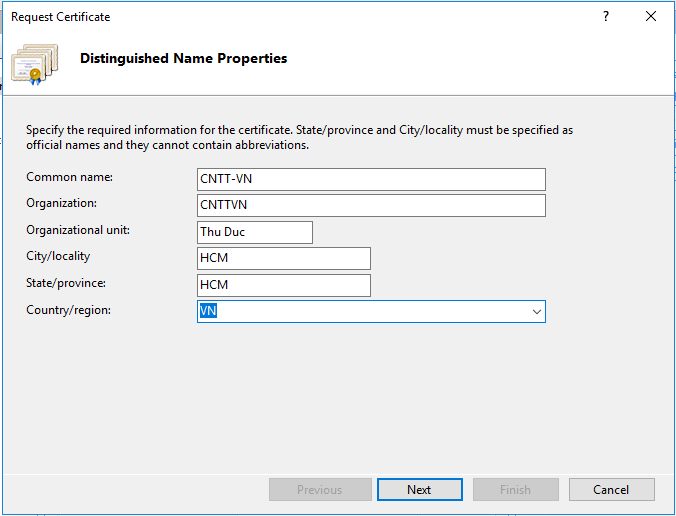 Request Certificate
?
Distinguished Name Properties
Specify the required information for the certificate. State/province and City/locality must be specified as
official names and they cannot contain abbreviations.
Common name: CNTT-VN
Organization: CNTTVN
Organizational unit: Thu Duc
City/locality HCM
State/province: HCM
Country/region: VN
Previous Next Finish Cancel